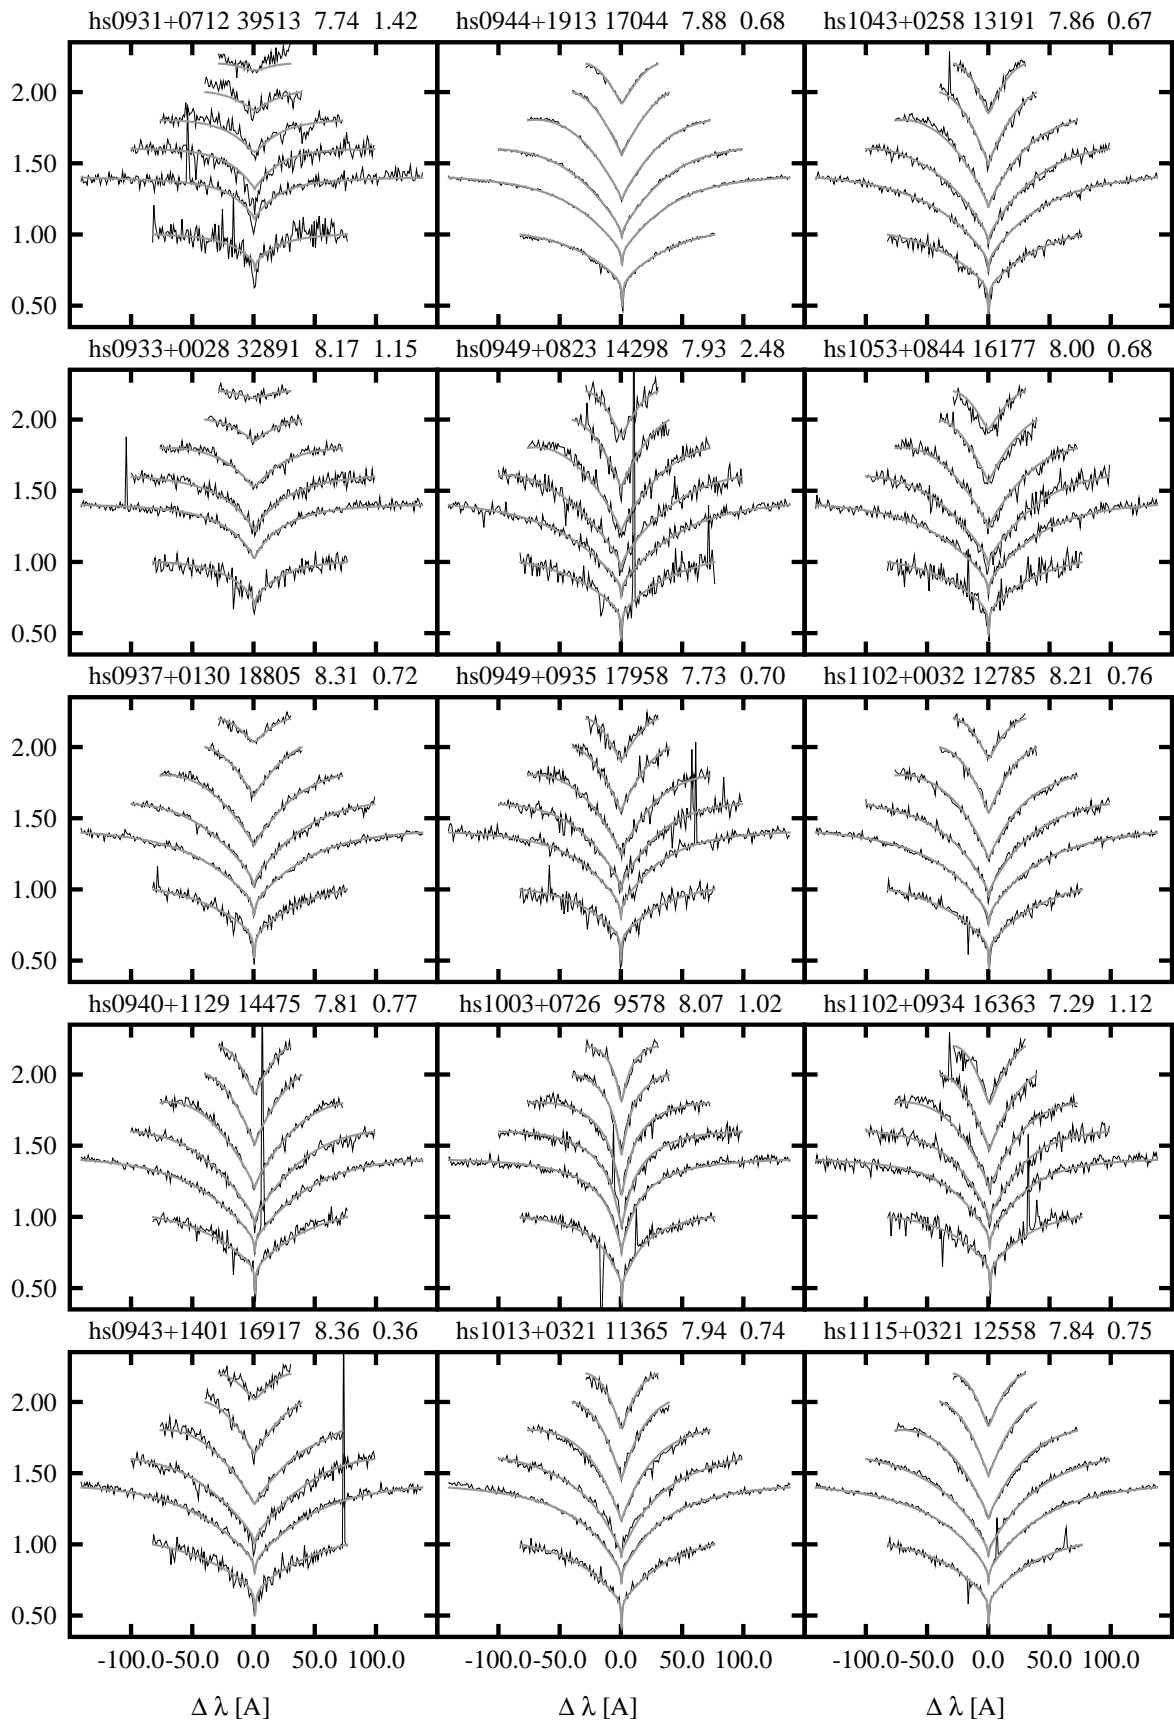 hs0931+0712 39513 7.74 1.42
hs0944+1913 17044 7.88 0.68
hs1043+0258 13191 7.86 0.67
2.00
1.50
1.00
0.50
hs0933+0028 32891 8.17 1.15
hs0949+0823 14298 7.93 2.48
hs1053+0844 16177 8.00 0.68
2.00
1.50
1.00
0.50
hs0937+0130 18805 8.31 0.72
hs0949+0935 17958 7.73 0.70
hs1102+0032 12785 8.21 0.76
2.00
1.50
1.00
0.50
hs0940+1129 14475 7.81 0.77
hs1003+0726 9578 8.07 1.02
hs1102+0934 16363 7.29 1.12
2.00
1.50
1.00
0.50
hs0943+1401 16917 8.36 0.36
hs1013+0321 11365 7.94 0.74
hs1115+0321 12558 7.84 0.75
2.00
1.50
1.00
0.50
-100.0 -50.0 0.0 50.0 100.0
-100.0 -50.0 0.0 50.0 100.0
-100.0 -50.0 0.0 50.0 100.0
Δ λ [A]
Δ λ [A]
Δ λ [A]